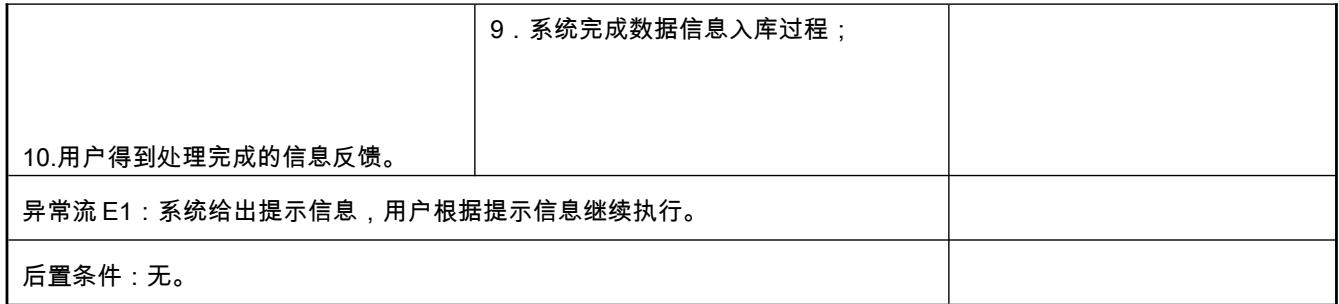 9．系统完成数据信息入库过程；
10.用户得到处理完成的信息反馈。
异常流 E1：系统给出提示信息，用户根据提示信息继续执行。
后置条件：无。